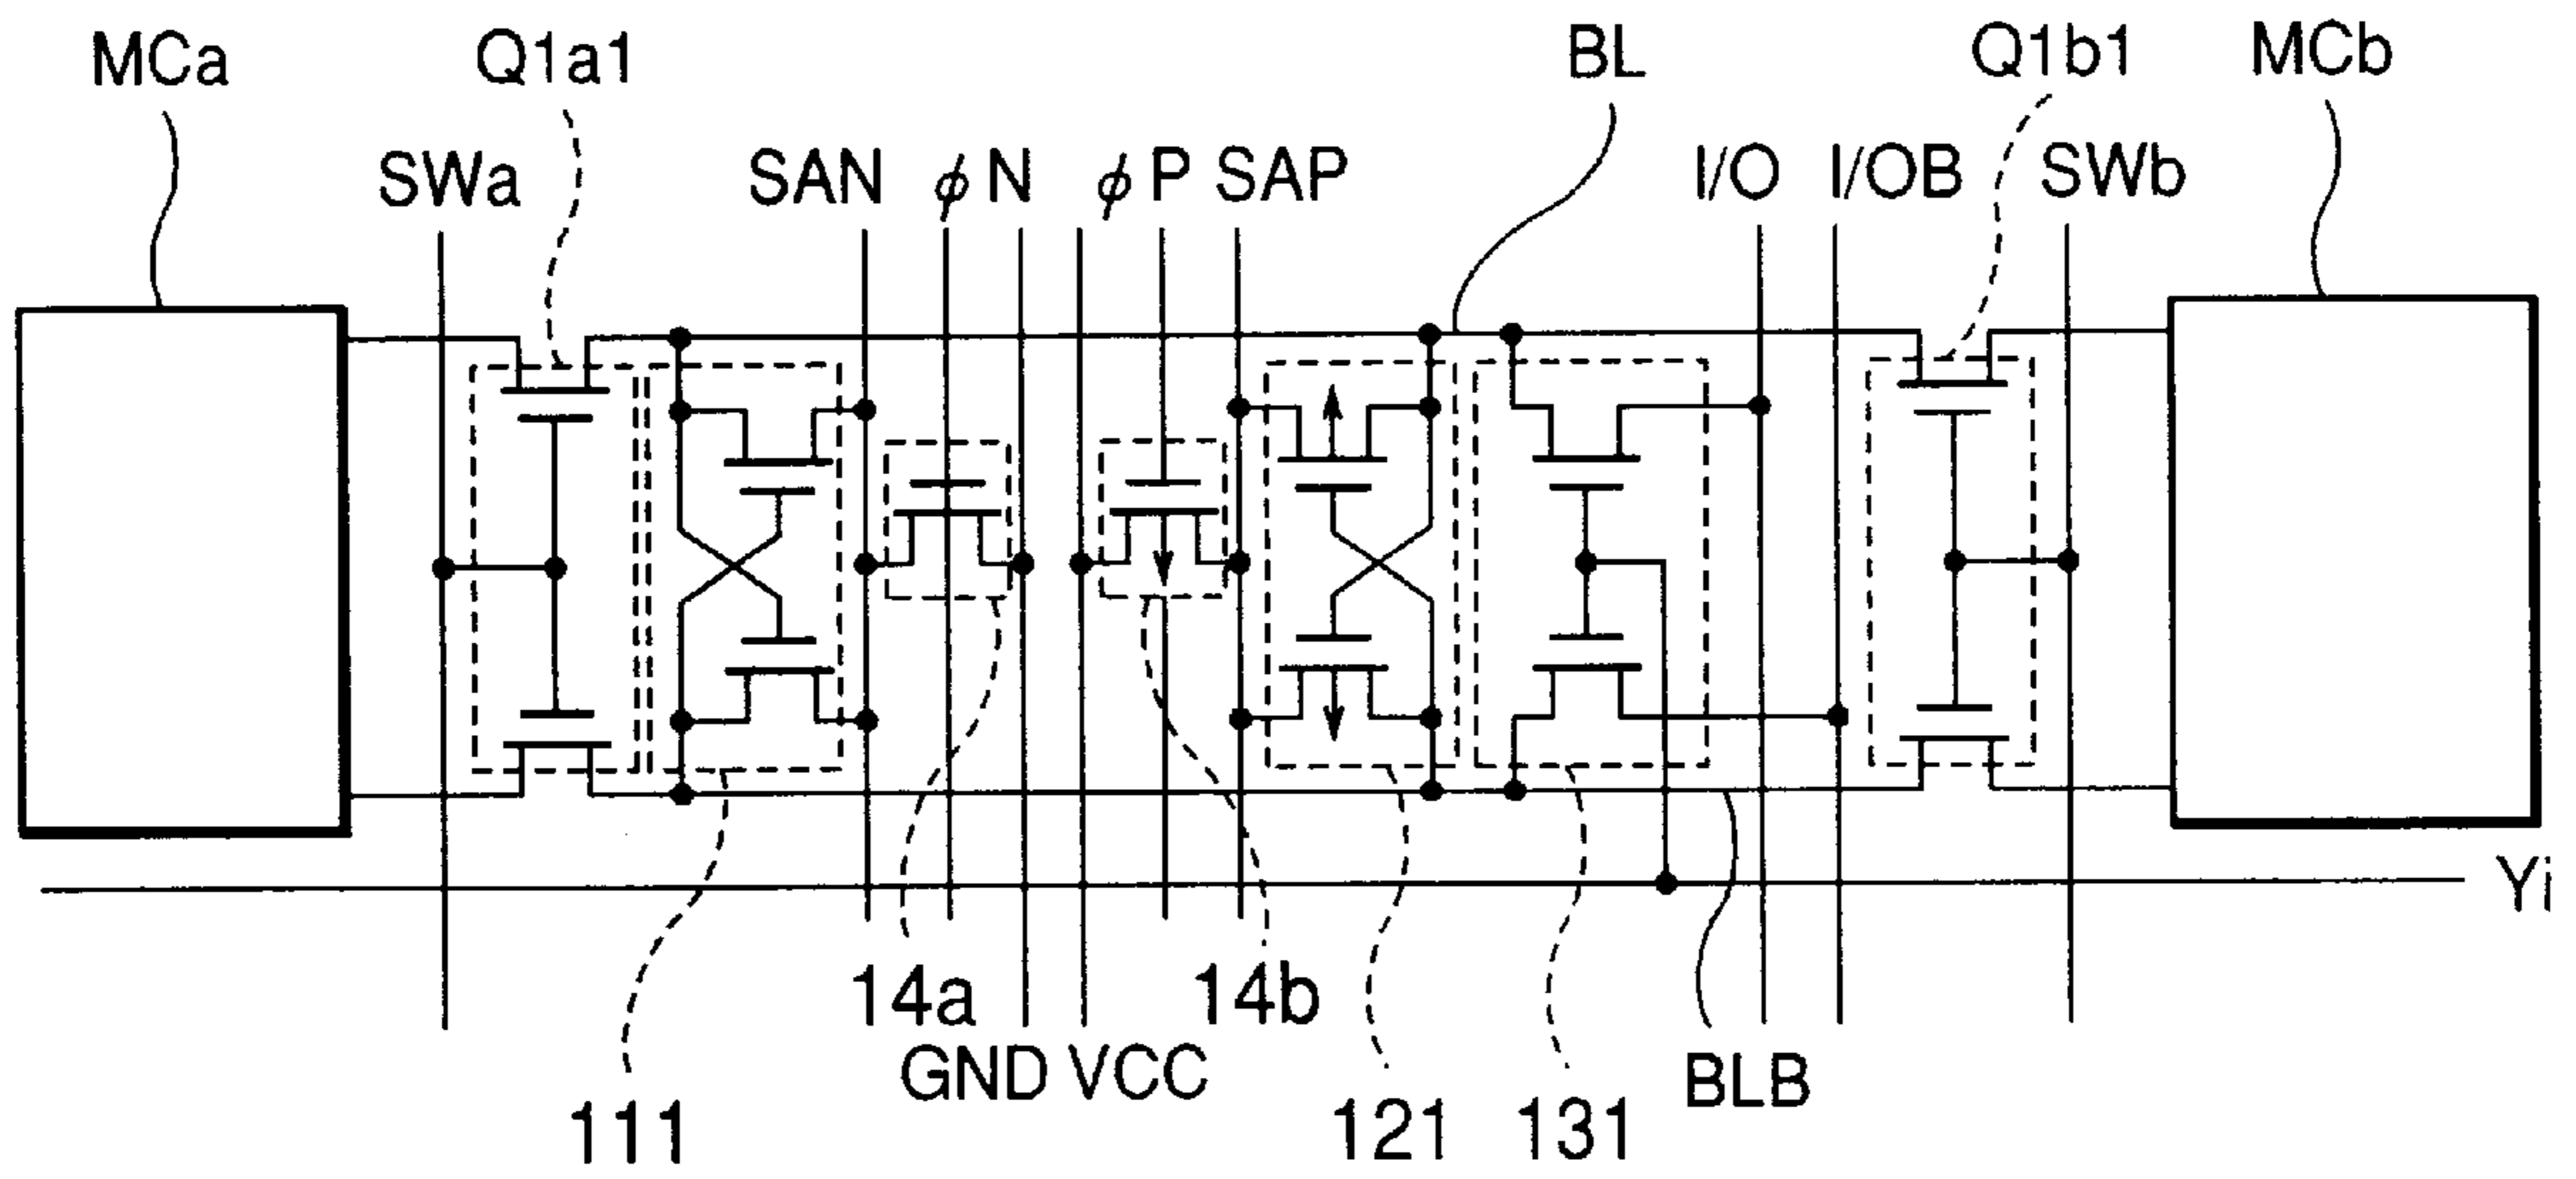 MCa Q1a1 BL Q1b1 MCb
SWa SAN ϕN ϕP SAP I/O I/OB SWb
Yi
14a 14b
GND VCC BLB
111 121 131